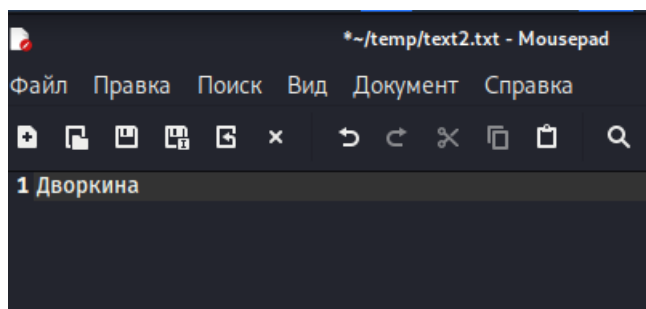 *~/temp/text2.txt - Mousepad
Файл Правка Поиск Вид Документ Справка
1 Дворкина